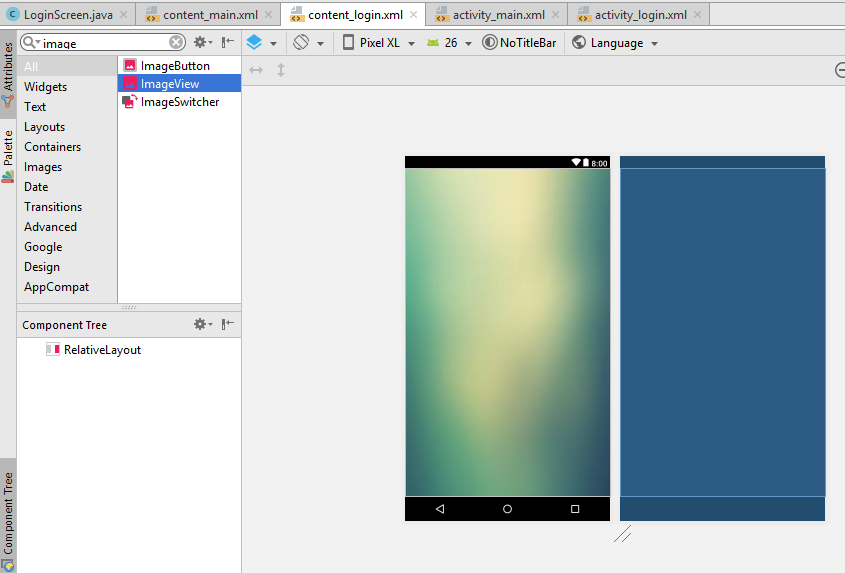 LoginScreen.java
content_main.xml
content_login.xml
activity_main.xml
activity_login.xml
Attributes
Palette
Component Tree
image
All
Widgets
Text
Layouts
Containers
Images
Date
Transitions
Advanced
Google
Design
AppCompat
ImageButton
ImageView
ImageSwitcher
Component Tree
RelativeLayout
Pixel XL
26
NoTitleBar
Language
8:00